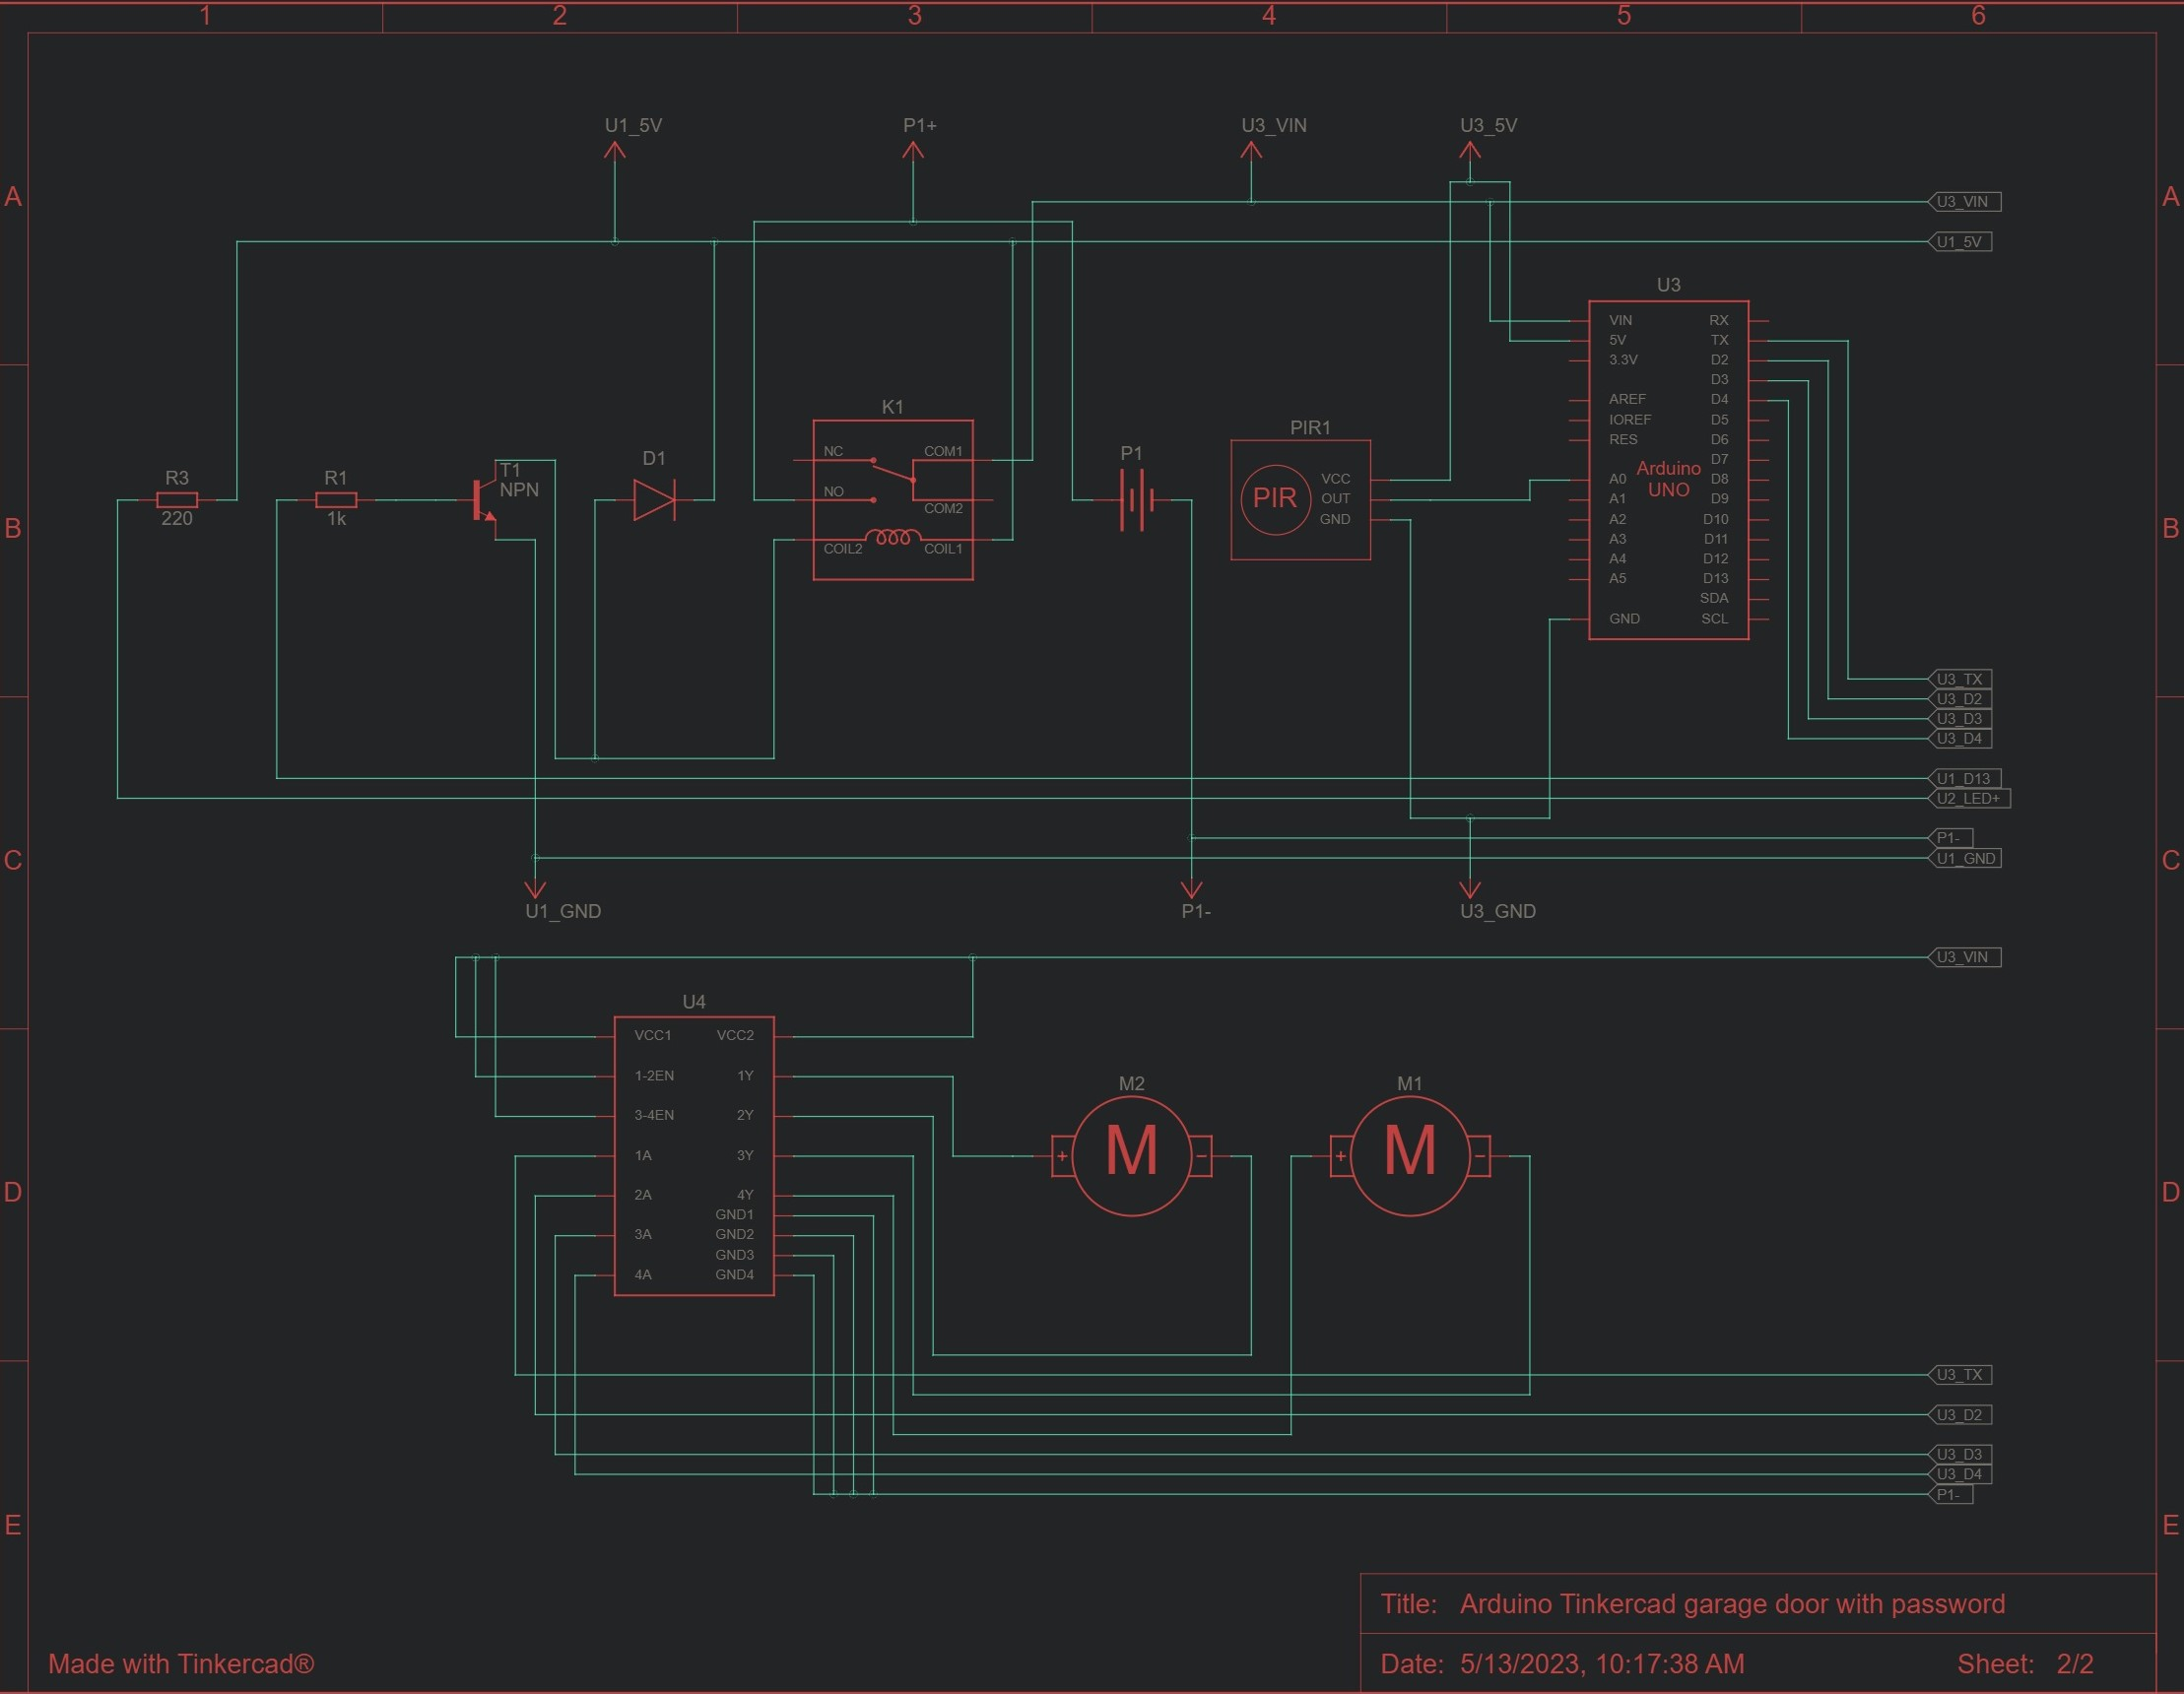 1 2 3 4 5 6
U1_5V P1+ U3_VIN U3_5V
A A
U3_VIN
U1_5V
U3
VIN RX
5V TX
3.3V D2
D3
AREF D4
IOREF D5
RES D6
D7
A0 D8
A1 D9
A2 D10
A3 D11
A4 D12
A5 D13
SDA
GND SCL
Arduino
UNO
K1
NC COM1
NO
COM2
COIL2 COIL1
PIR1
PIR
VCC
OUT
GND
P1
D1
T1
NPN
R1
1k
R3
220
B B
U3_TX
U3_D2
U3_D3
U3_D4
U1_D13
U2_LED+
P1-
U1_GND
C C
U1_GND P1- U3_GND
U3_VIN
U4
VCC1 VCC2
1-2EN 1Y
3-4EN 2Y
1A 3Y
2A 4Y
GND1
3A GND2
GND3
4A GND4
M2 M1
+ M - + M -
D D
U3_TX
U3_D2
U3_D3
U3_D4
P1-
E E
Title: Arduino Tinkercad garage door with password
Made with Tinkercad® Date: 5/13/2023, 10:17:38 AM Sheet: 2/2